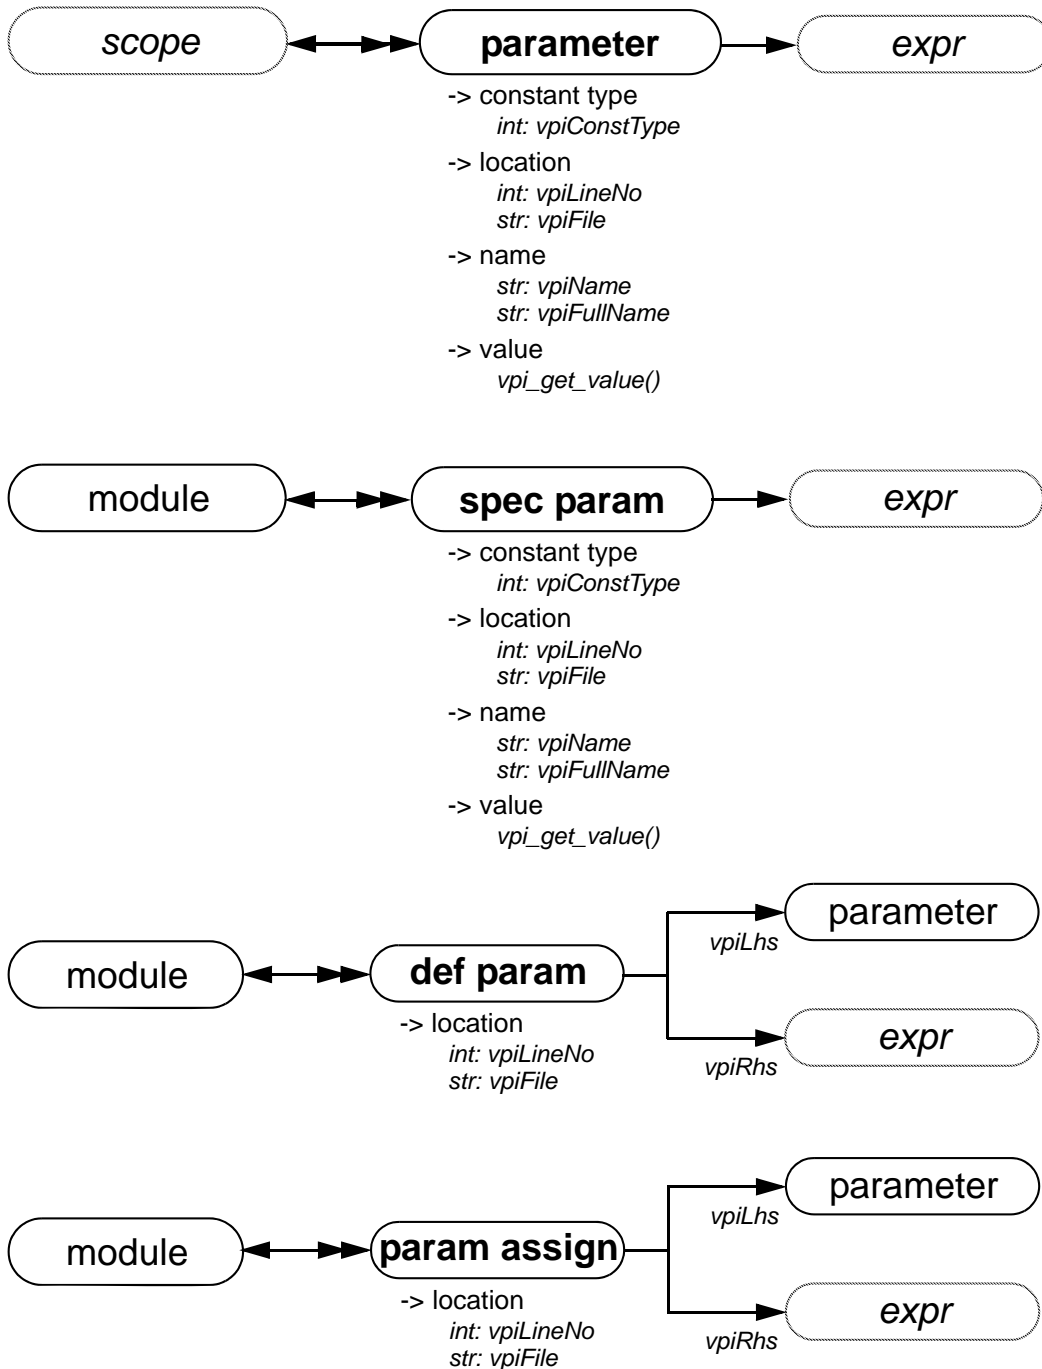 scope parameter expr
-> constant type
int: vpiConstType
-> location
int: vpiLineNo
str: vpiFile
-> name
str: vpiName
str: vpiFullName
-> value
vpi_get_value()
module spec param expr
-> constant type
int: vpiConstType
-> location
int: vpiLineNo
str: vpiFile
-> name
str: vpiName
str: vpiFullName
-> value
vpi_get_value()
parameter
vpiLhs
module def param
-> location
int: vpiLineNo
str: vpiFile
expr
vpiRhs
parameter
vpiLhs
module param assign
-> location
int: vpiLineNo
str: vpiFile
expr
vpiRhs